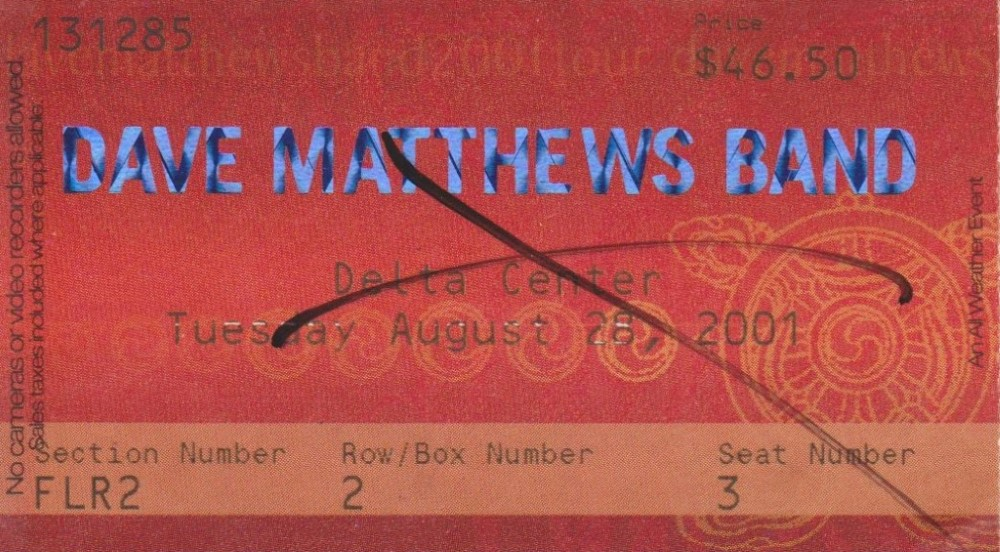 131285
Price
$46.50
davematthewsband2001tour davematthews
DAVE MATTHEWS BAND
Delta Center
Tuesday August 28, 2001
Section Number Row/Box Number Seat Number
FLR2 2 3
No cameras or video recorders allowed
Sales taxes included where applicable.
An All Weather Event